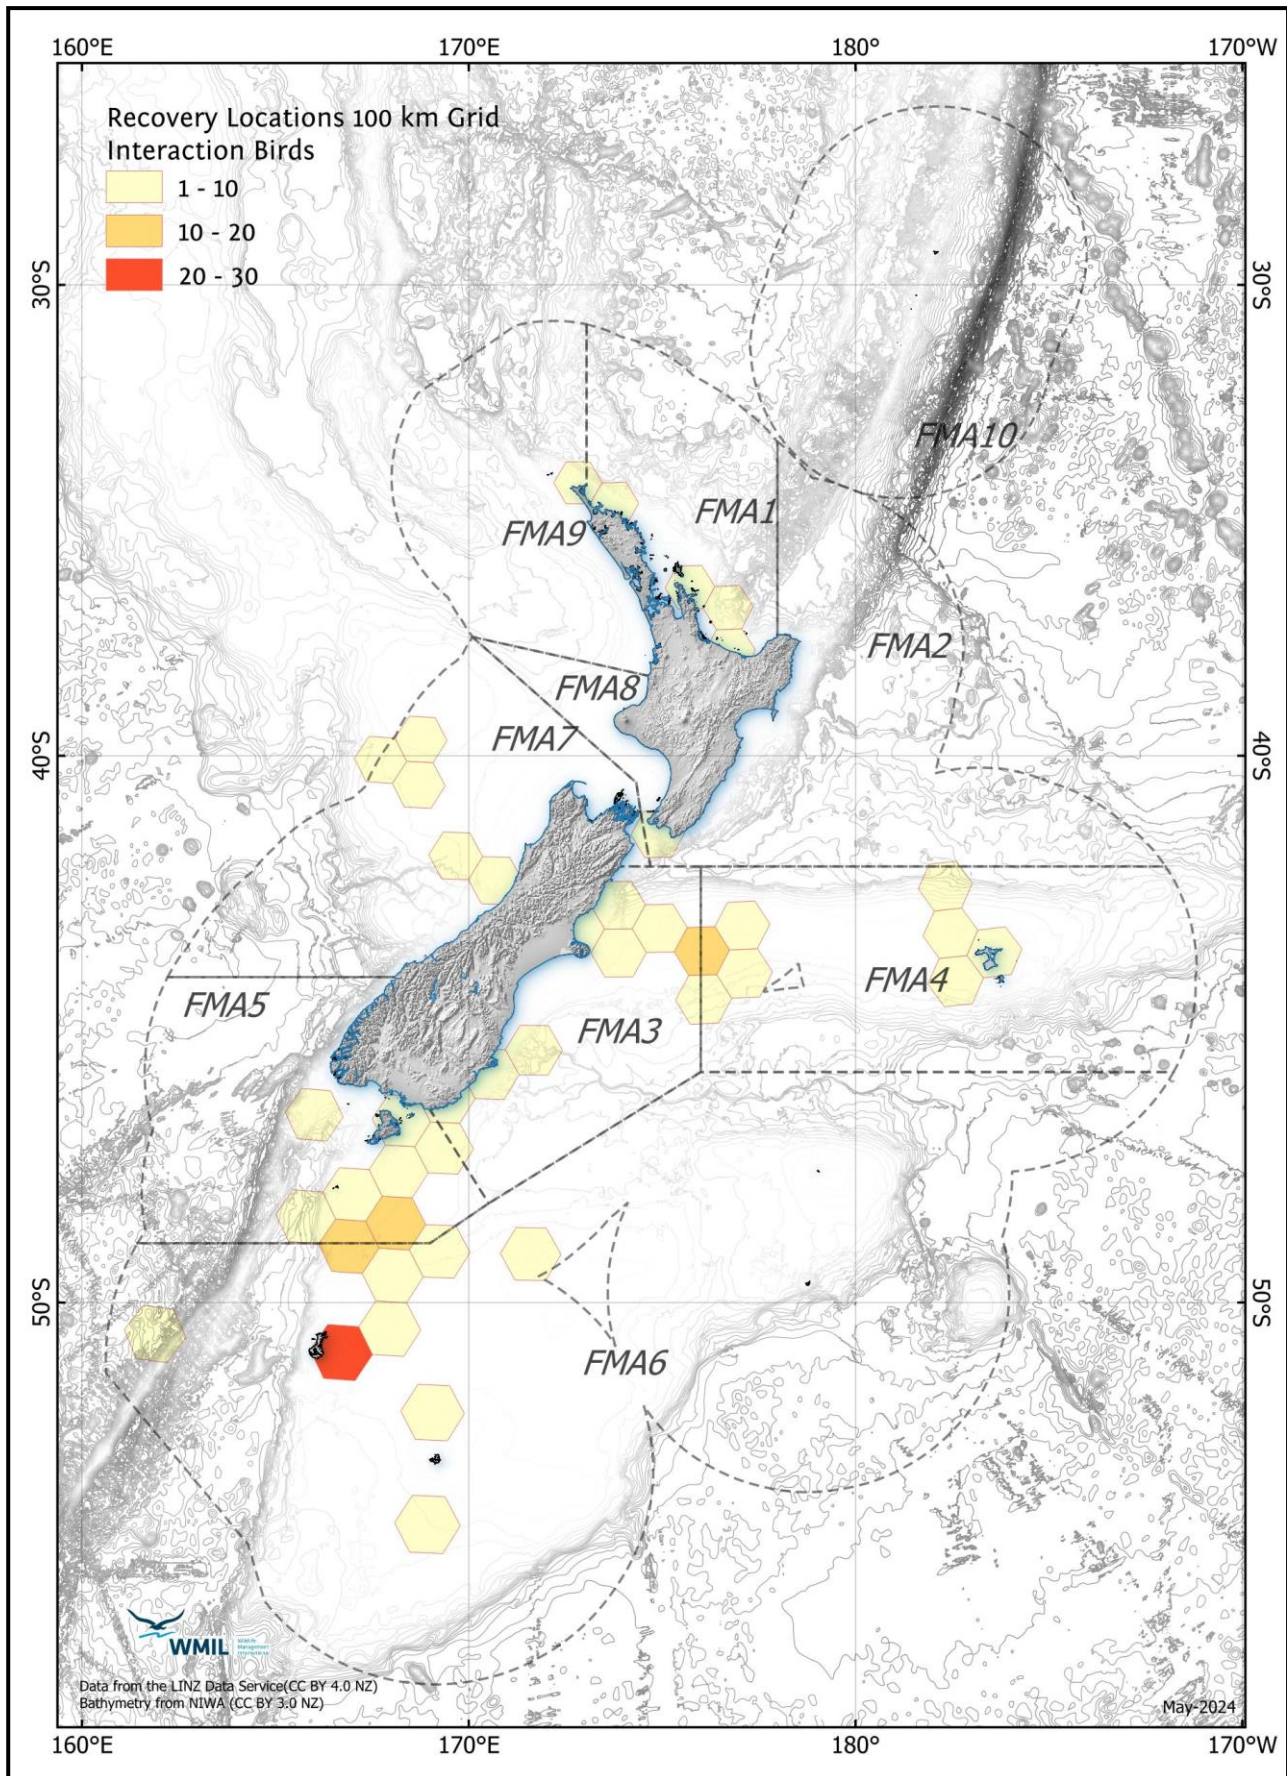 160°E 170°E 180° 170°W
Recovery Locations 100 km Grid
Interaction Birds
1 - 10
10 - 20
20 - 30
30°S 30°S
FMA10
FMA1
FMA9
FMA2
FMA8
FMA7
40°S 40°S
FMA4
FMA5
FMA3
50°S 50°S
FMA6
WMIL
Wildlife
Management
International
Data from the LINZ Data Service(CC BY 4.0 NZ)
Bathymetry from NIWA (CC BY 3.0 NZ)
May-2024
160°E 170°E 180° 170°W